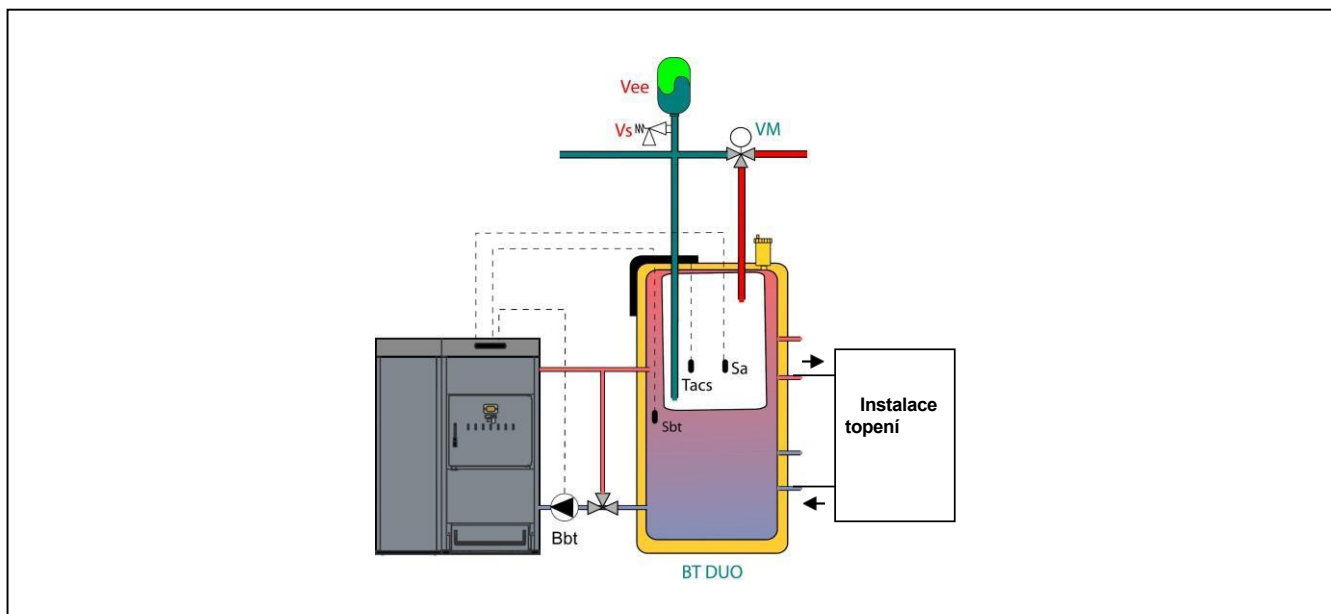 Vee
Vs
VM
Tacs
Sa
Sbt
Instalace
topení
Bbt
BT DUO